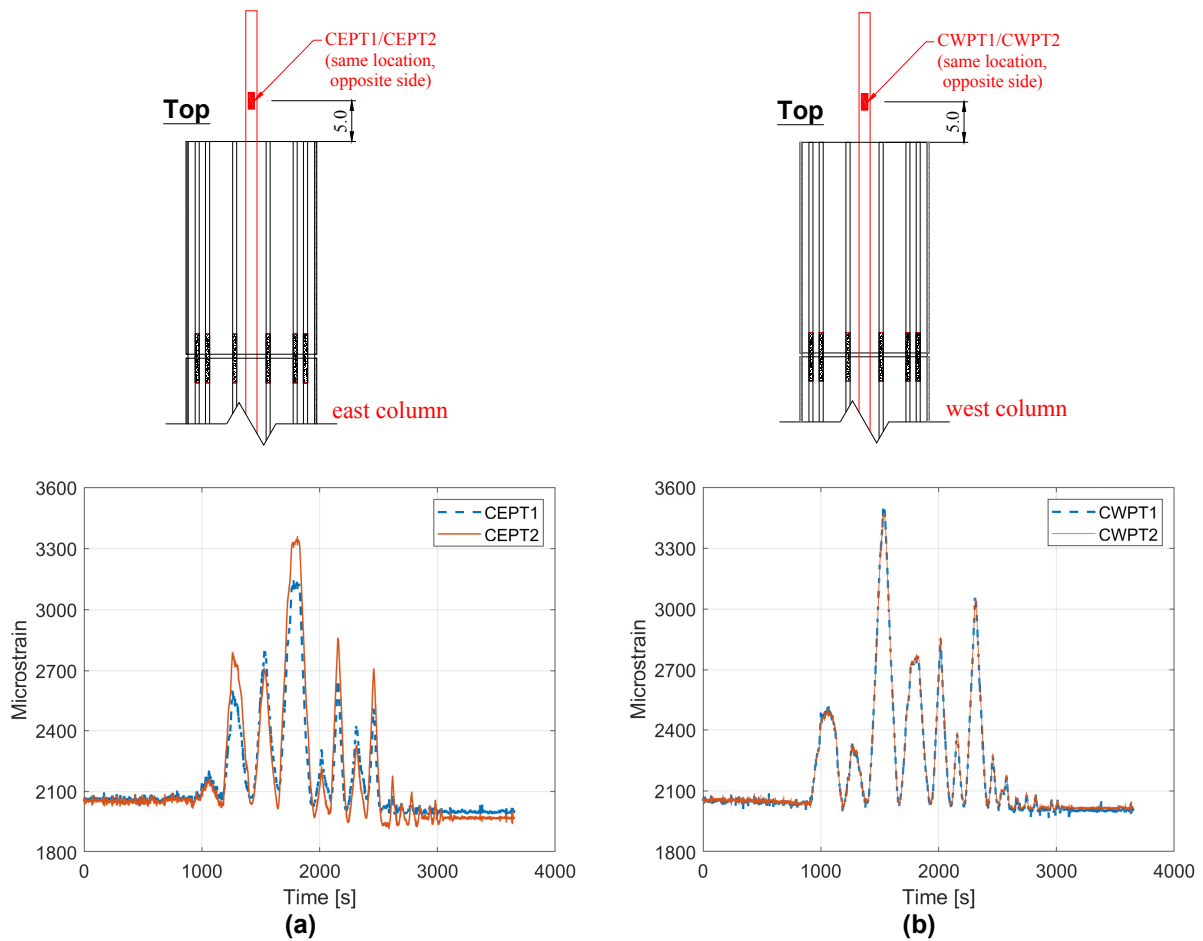 CEPT1/CEPT2
(same location,
opposite side)
Top
5.0
east column
CWPT1/CWPT2
(same location,
opposite side)
Top
5.0
west column
3600
3300
3000
2700
2400
2100
1800
Microstrain
CEPT1
CEPT2
0
1000
2000
3000
4000
Time [s]
(a)
3600
3300
3000
2700
2400
2100
1800
Microstrain
CWPT1
CWPT2
0
1000
2000
3000
4000
Time [s]
(b)